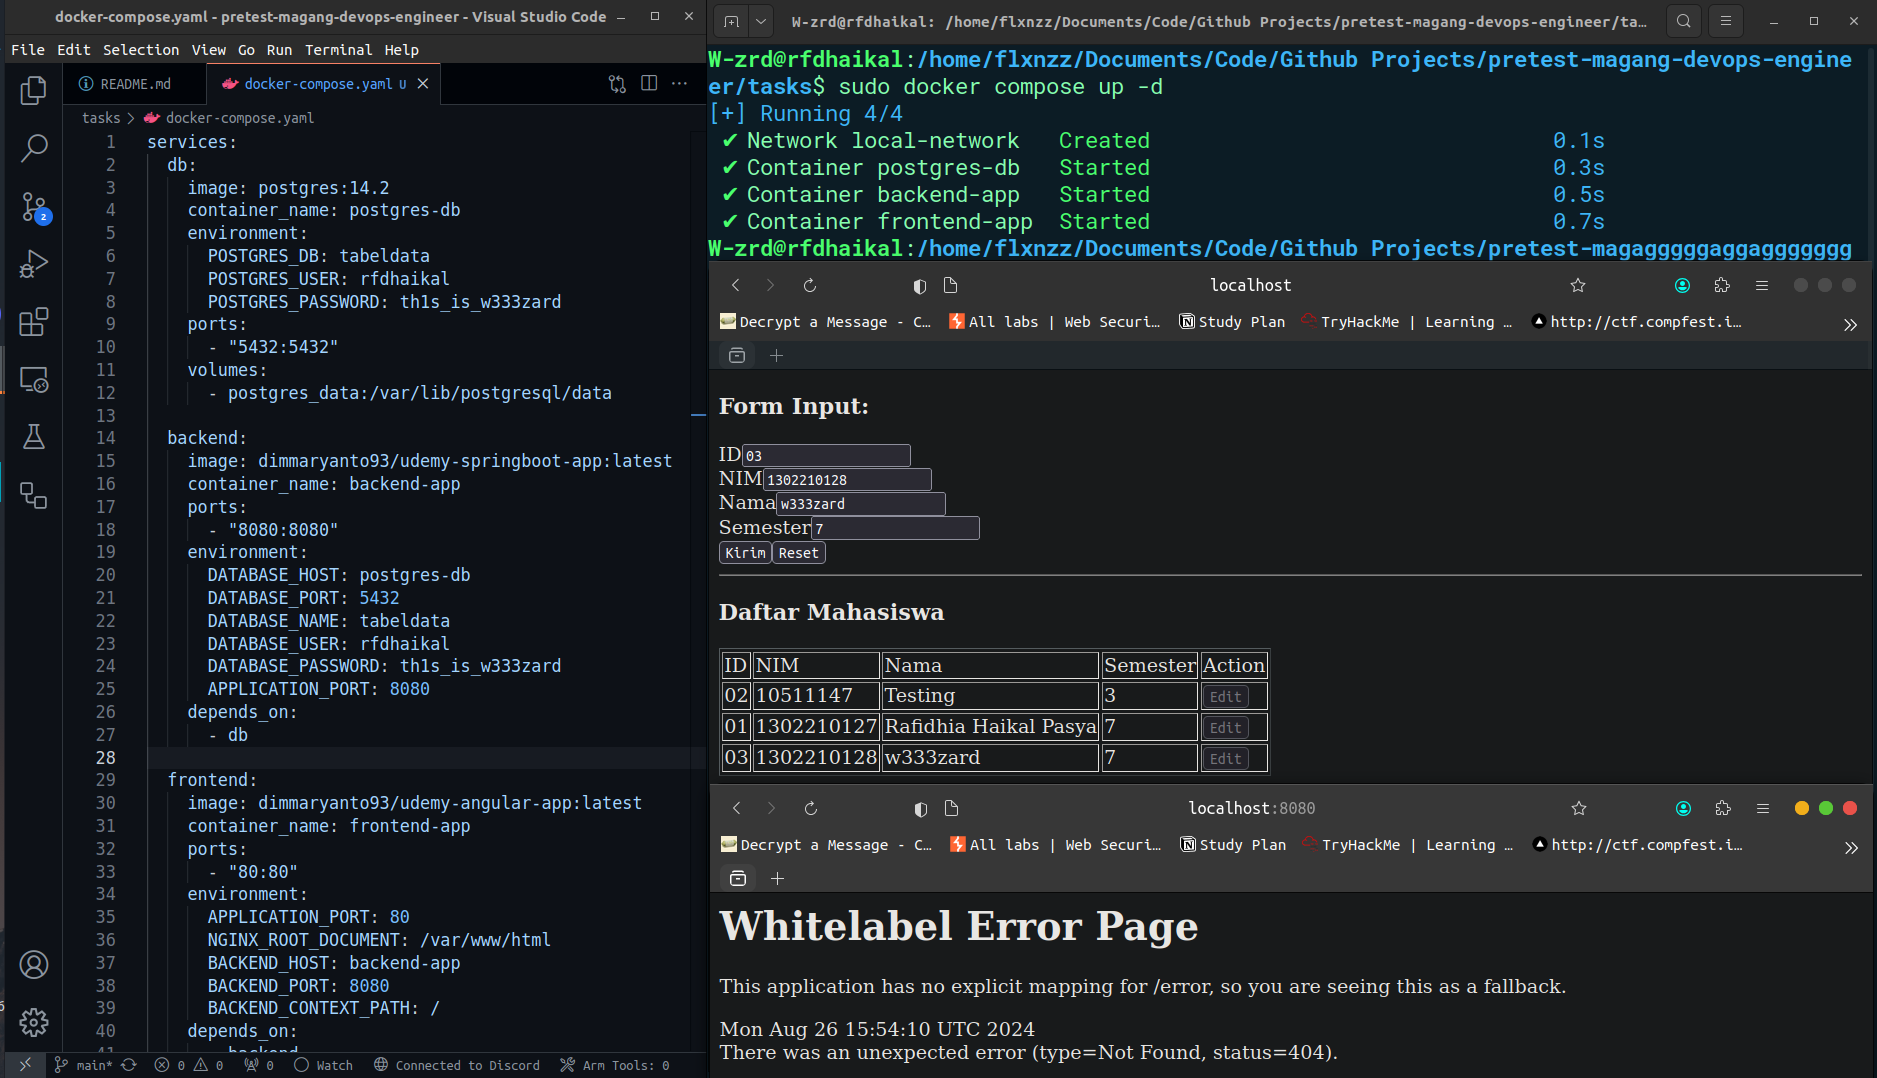 docker-compose.yaml - pretest-magang-devops-engineer - Visual Studio Code
File Edit Selection View Go Run Terminal Help
README.md
docker-compose.yaml U
tasks > docker-compose.yaml
1 services:
2 db:
3 image: postgres:14.2
4 container_name: postgres-db
5 environment:
6 POSTGRES_DB: tabeldata
7 POSTGRES_USER: rfdhaikal
8 POSTGRES_PASSWORD: th1s_is_w333zard
9 ports:
10 - "5432:5432"
11 volumes:
12 - postgres_data:/var/lib/postgresql/data
13
14 backend:
15 image: dimmaryanto93/udemy-springboot-app:latest
16 container_name: backend-app
17 ports:
18 - "8080:8080"
19 environment:
20 DATABASE_HOST: postgres-db
21 DATABASE_PORT: 5432
22 DATABASE_NAME: tabeldata
23 DATABASE_USER: rfdhaikal
24 DATABASE_PASSWORD: th1s_is_w333zard
25 APPLICATION_PORT: 8080
26 depends_on:
27 - db
28
29 frontend:
30 image: dimmaryanto93/udemy-angular-app:latest
31 container_name: frontend-app
32 ports:
33 - "80:80"
34 environment:
35 APPLICATION_PORT: 80
36 NGINX_ROOT_DOCUMENT: /var/www/html
37 BACKEND_HOST: backend-app
38 BACKEND_PORT: 8080
39 BACKEND_CONTEXT_PATH: /
40 depends_on:
41 - backend
2
main* 0 0 0 Watch Connected to Discord Arm Tools: 0
W-zrd@rfdhaikal: /home/flxnzz/Documents/Code/Github Projects/pretest-magang-devops-engineer/ta...
W-zrd@rfdhaikal:/home/flxnzz/Documents/Code/Github Projects/pretest-magang-devops-engine
er/tasks$ sudo docker compose up -d
[+] Running 4/4
✔ Network local-network Created 0.1s
✔ Container postgres-db Started 0.3s
✔ Container backend-app Started 0.5s
✔ Container frontend-app Started 0.7s
W-zrd@rfdhaikal:/home/flxnzz/Documents/Code/Github
localhost
Decrypt a Message - C... All labs | Web Securi... Study Plan TryHackMe | Learning ... http://ctf.compfest.i...
Form Input:
ID 03
NIM 1302210128
Nama w333zard
Semester 7
Kirim Reset
Daftar Mahasiswa
ID NIM Nama Semester Action
02 10511147 Testing 3 Edit
01 1302210127 Rafidhia Haikal Pasya 7 Edit
03 1302210128 w333zard 7 Edit
localhost:8080
Decrypt a Message - C... All labs | Web Securi... Study Plan TryHackMe | Learning ... http://ctf.compfest.i...
Whitelabel Error Page
This application has no explicit mapping for /error, so you are seeing this as a fallback.
Mon Aug 26 15:54:10 UTC 2024
There was an unexpected error (type=Not Found, status=404).